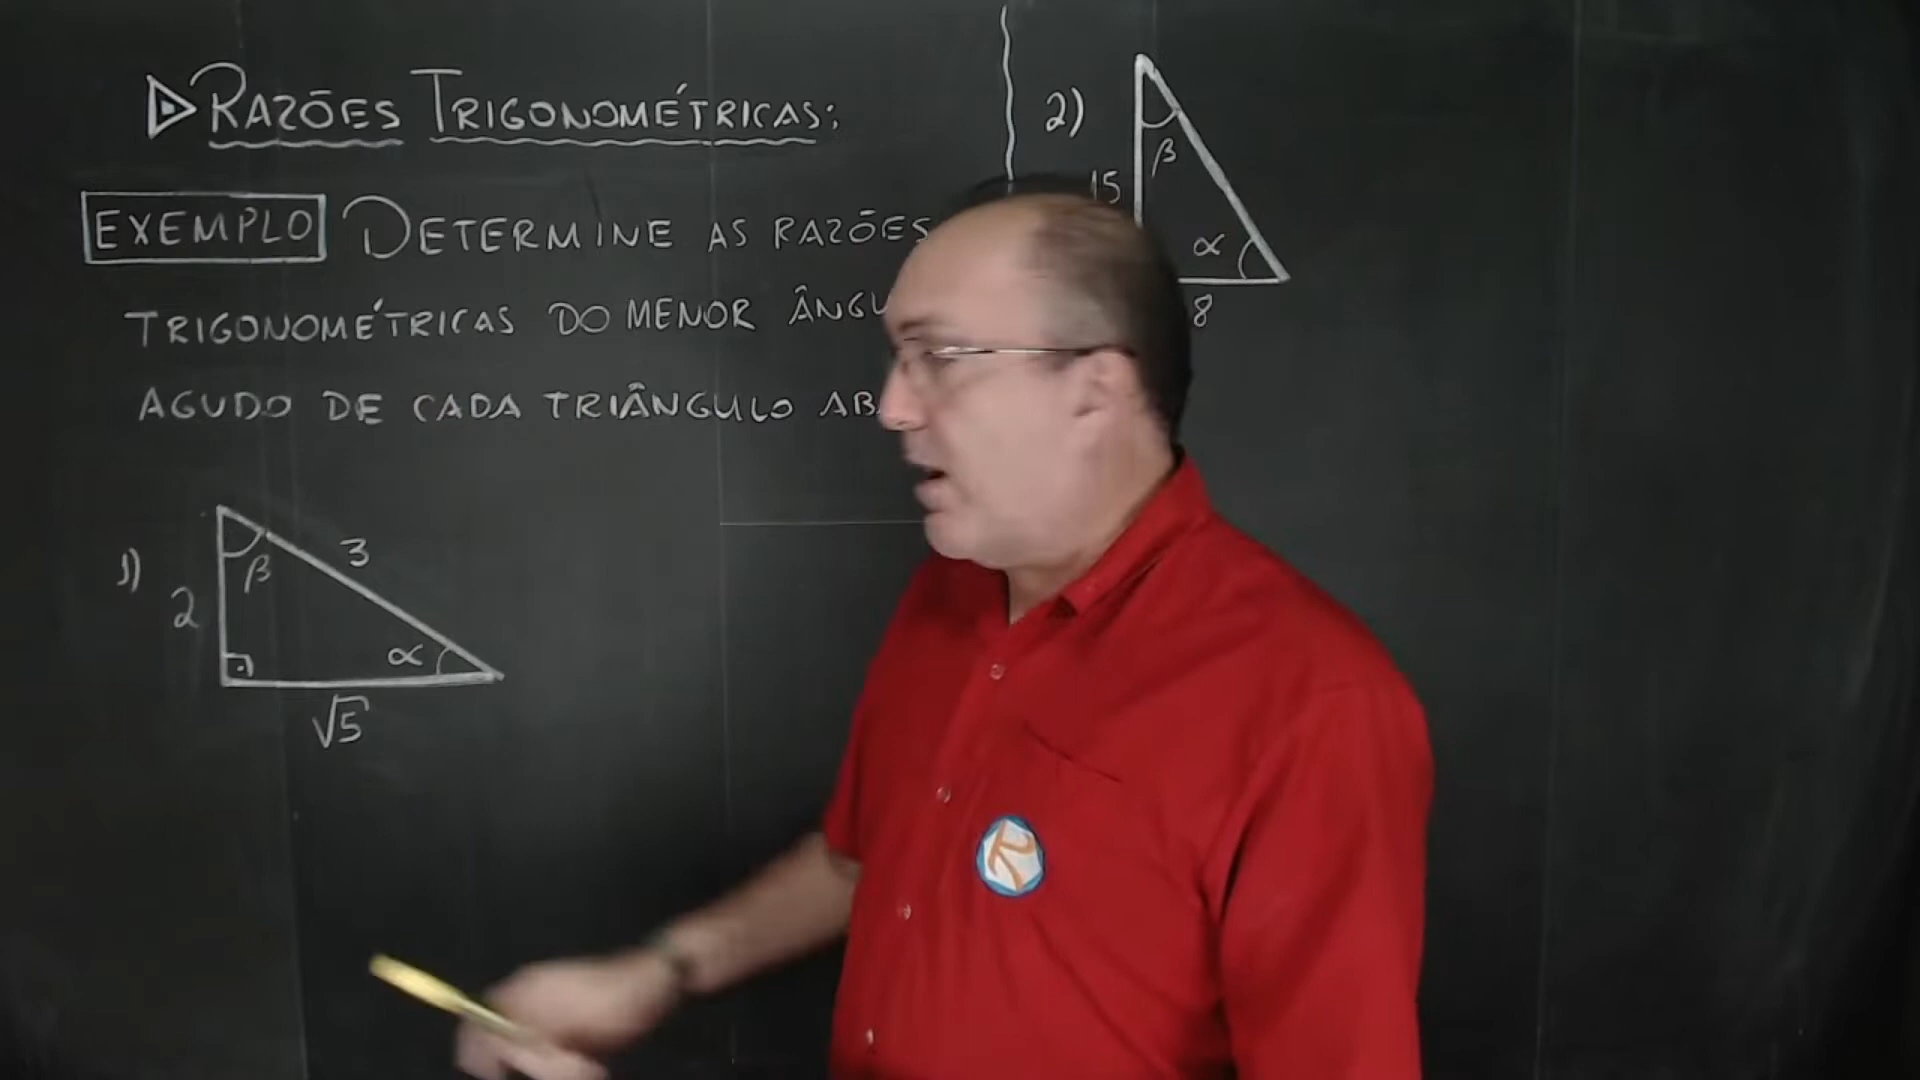 RAZÕES TRIGONOMÉTRICAS:
EXEMPLO DETERMINE AS RAZÕES
TRIGONOMÉTRICAS DO MENOR
AGUDO DE CADA TRIÂNGULO
1)
2
β
3
α
√5
2)
β
15
α
8
R